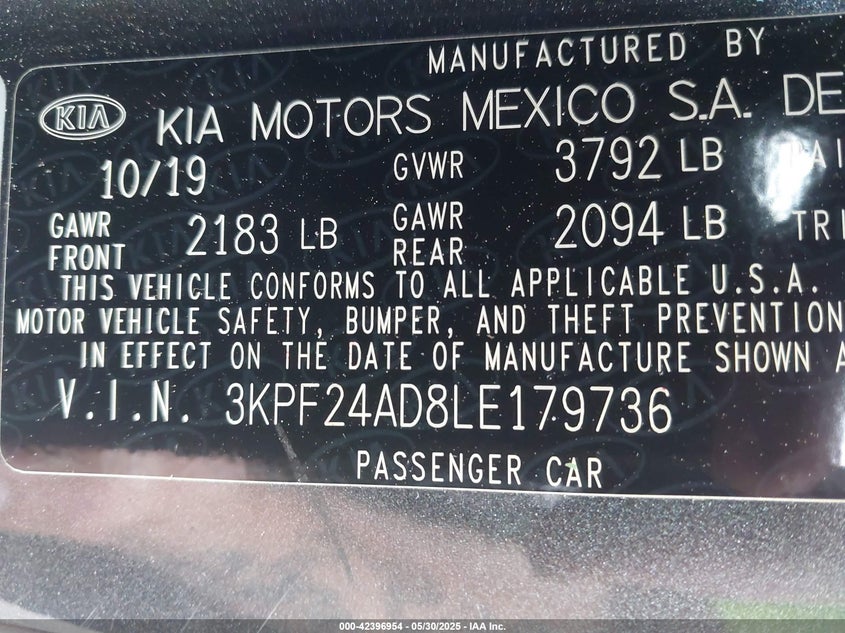 MANUFACTURED BY
KIA KIA MOTORS MEXICO S.A. DE
10/19 GVWR 3792 LB
GAWR FRONT 2183 LB GAWR REAR 2094 LB
THIS VEHICLE CONFORMS TO ALL APPLICABLE U.S.A.
MOTOR VEHICLE SAFETY, BUMPER, AND THEFT PREVENTION
IN EFFECT ON THE DATE OF MANUFACTURE SHOWN
V.I.N. 3KPF24AD8LE179736
PASSENGER CAR
000-42396954 - 05/30/2025 - IAA Inc.